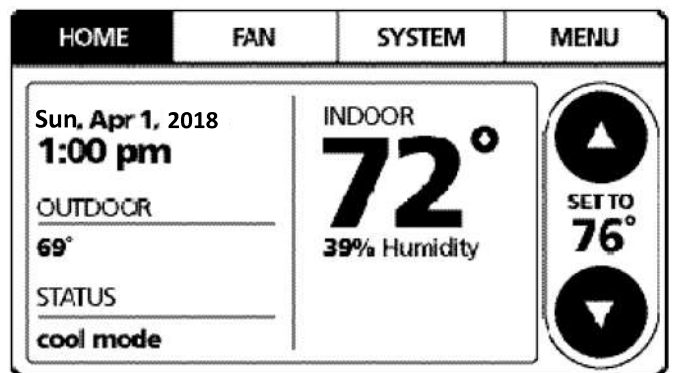 HOME FAN SYSTEM MENU
Sun, Apr 1, 2018
1:00 pm
OUTDOOR
69°
STATUS
cool mode
INDOOR
72°
39% Humidity
SET TO
76°